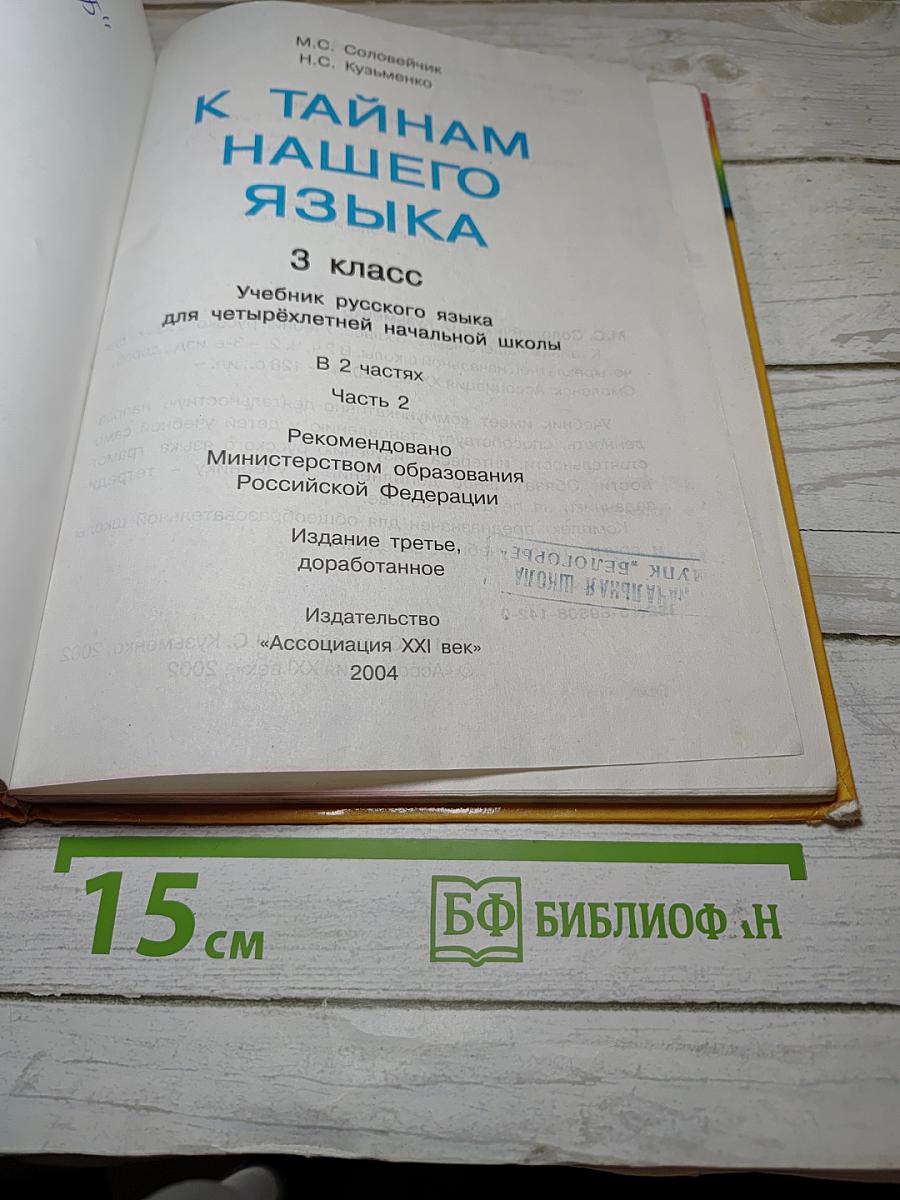 М.С. Соловейчик
Н.С. Кузьменко
К ТАЙНАМ
НАШЕГО
ЯЗЫКА
3 класс
Учебник русского языка
для четырёхлетней начальной школы
В 2 частях
Часть 2
Рекомендовано
Министерством образования
Российской Федерации
Издание третье,
доработанное
Издательство
«Ассоциация XXI век»
2004
15 см
БФ БИБЛИОФ